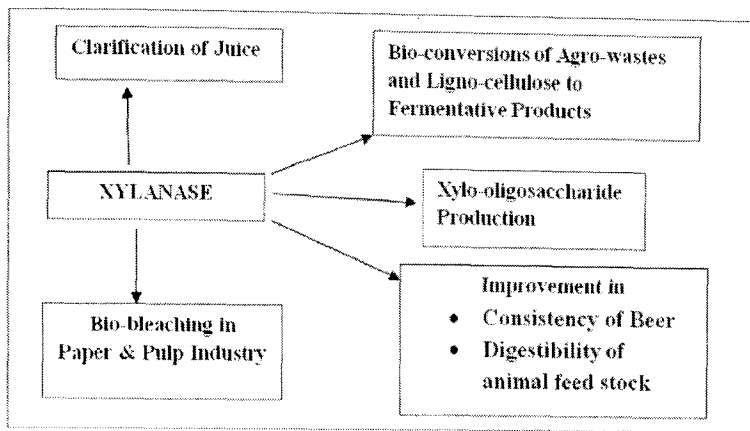 Clarification of Juice
Bio-conversions of Agro-wastes
and Ligno-cellulose to
Fermentative Products
XYLANASE
Xylo-oligosaccharide
Production
Bio-bleaching in
Paper & Pulp Industry
Improvement in
• Consistency of Beer
• Digestibility of
animal feed stock